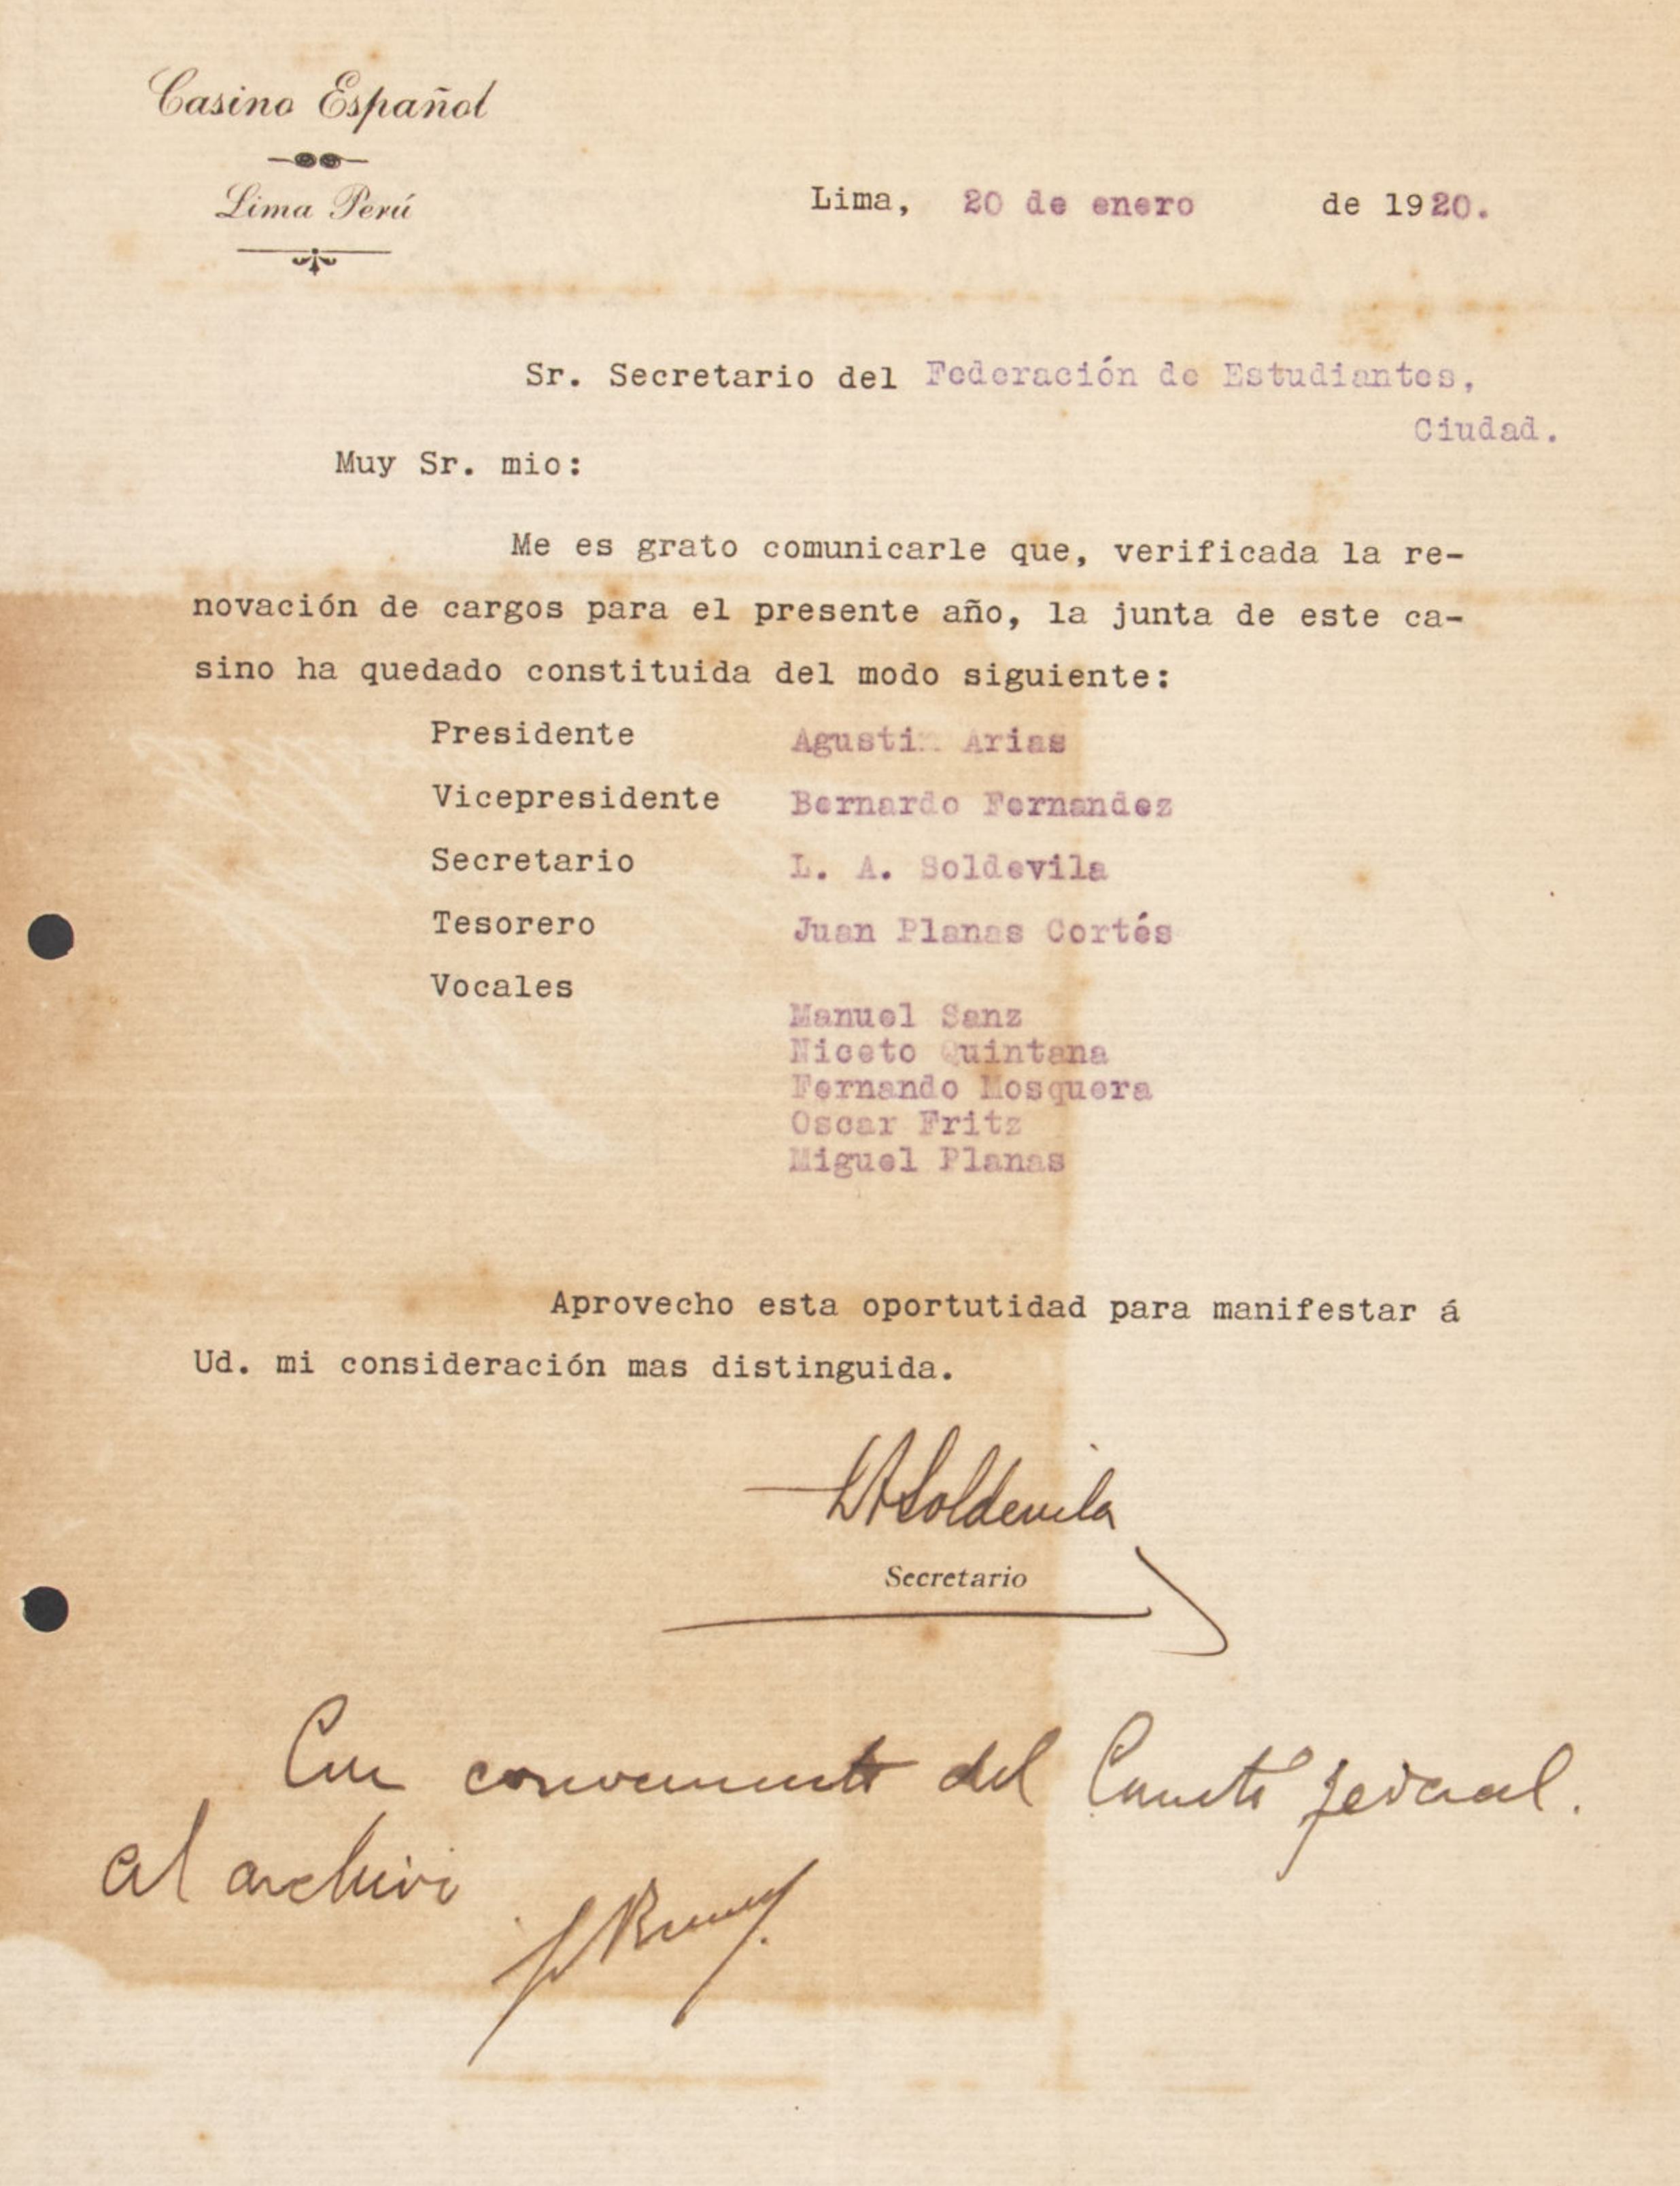 Casino Español
Lima Perú
Lima, 20 de enero de 1920.
Sr. Secretario del Federación de Estudiantes,
Ciudad.
Muy Sr. mio:
Me es grato comunicarle que, verificada la re-
novación de cargos para el presente año, la junta de este ca-
sino ha quedado constituida del modo siguiente:
Presidente Agustin Arias
Vicepresidente Bernardo Fernandez
Secretario L. A. Soldevila
Tesorero Juan Planas Cortés
Vocales
Manuel Sanz
Niceto Quintana
Fernando Mosquera
Oscar Fritz
Miguel Planas
Aprovecho esta oportutidad para manifestar á
Ud. mi consideración mas distinguida.
LASoldevila
Secretario
Con del Comité federal.
al archivo